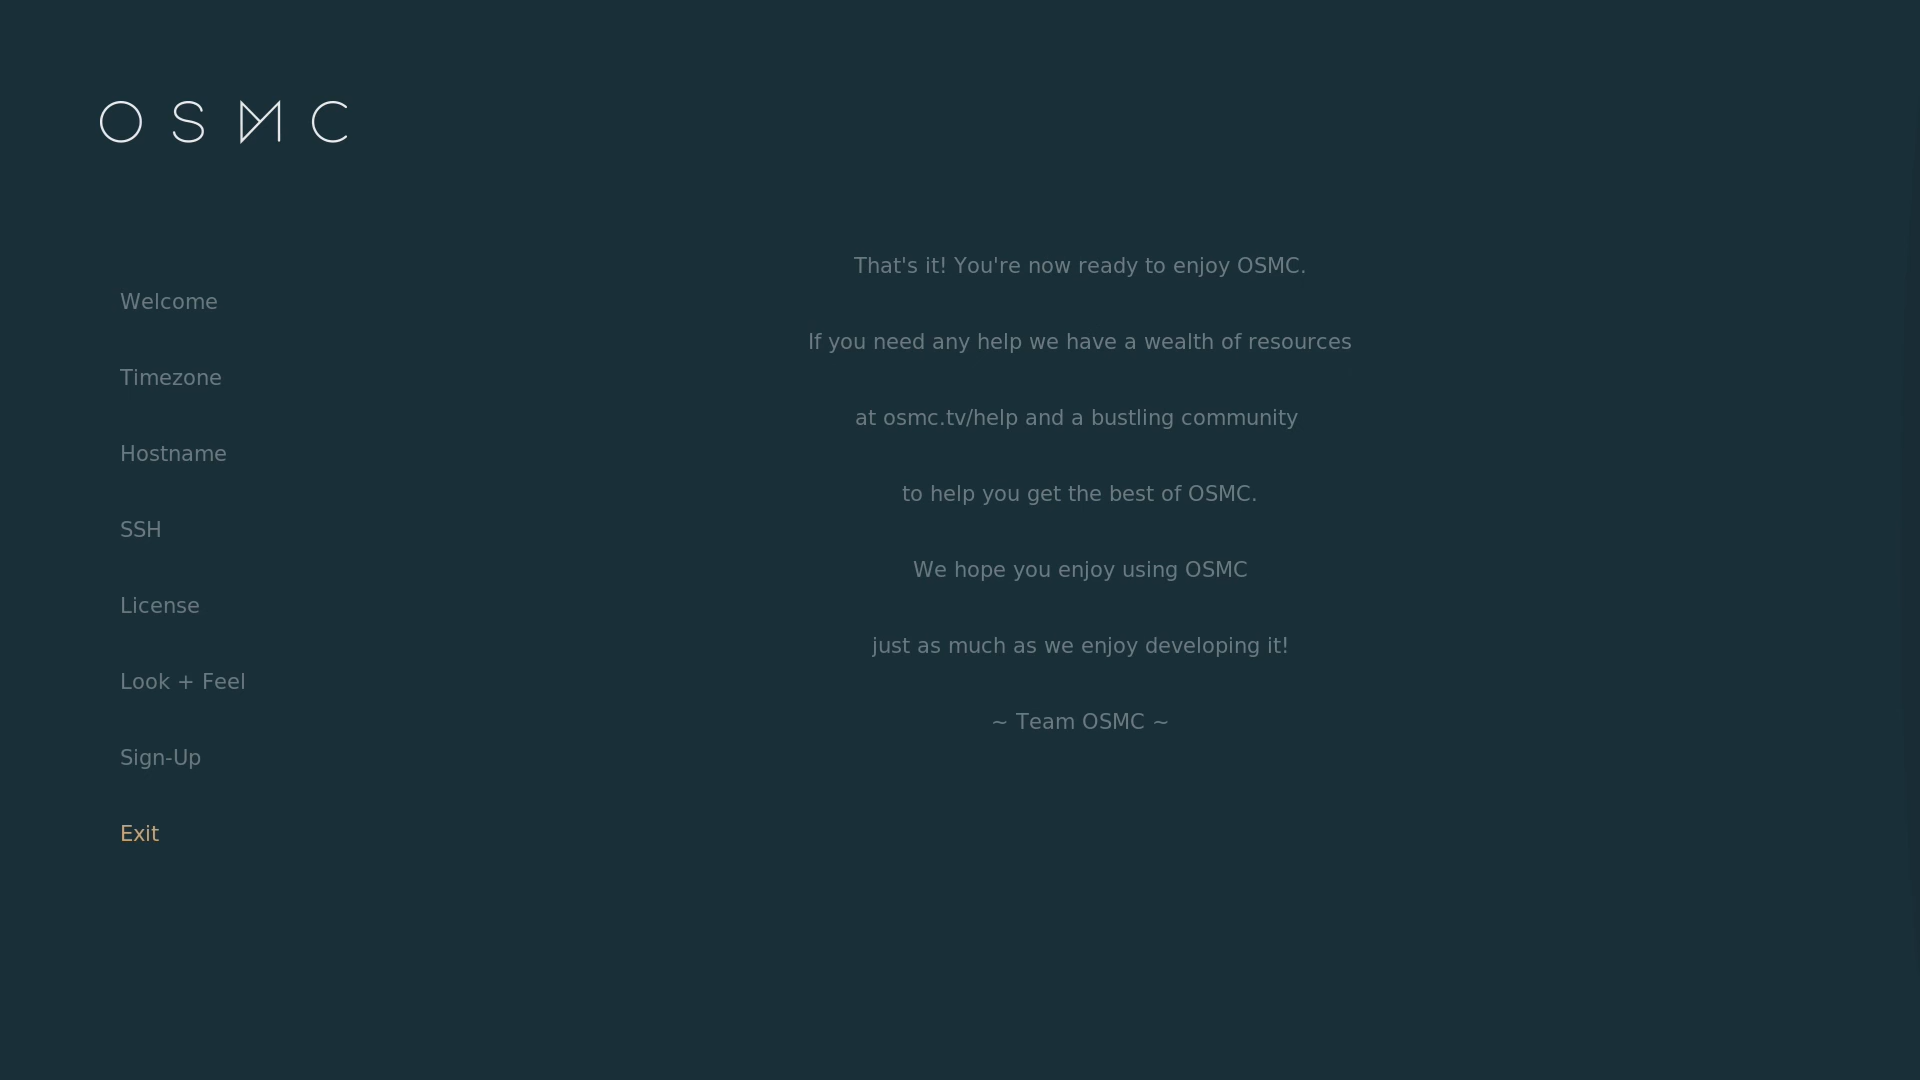 OSMC
Welcome
Timezone
Hostname
SSH
License
Look + Feel
Sign-Up
Exit
That's it! You're now ready to enjoy OSMC.
If you need any help we have a wealth of resources
at osmc.tv/help and a bustling community
to help you get the best of OSMC.
We hope you enjoy using OSMC
just as much as we enjoy developing it!
~ Team OSMC ~